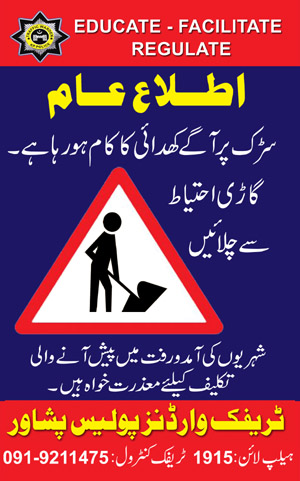 EDUCATE - FACILITATE
REGULATE
اطلاع عام
سڑک پر آگے کھدائی کا کام ہو رہا ہے۔
گاڑی احتیاط
سے چلائیں
شہریوں کی آمد و رفت میں پیش آنے والی
تکلیف کیلئے معذرت خواہ ہیں۔
ٹریفک وارڈنز پولیس پشاور
ہیلپ لائن: 1915 ٹریفک کنٹرول: 091-9211475